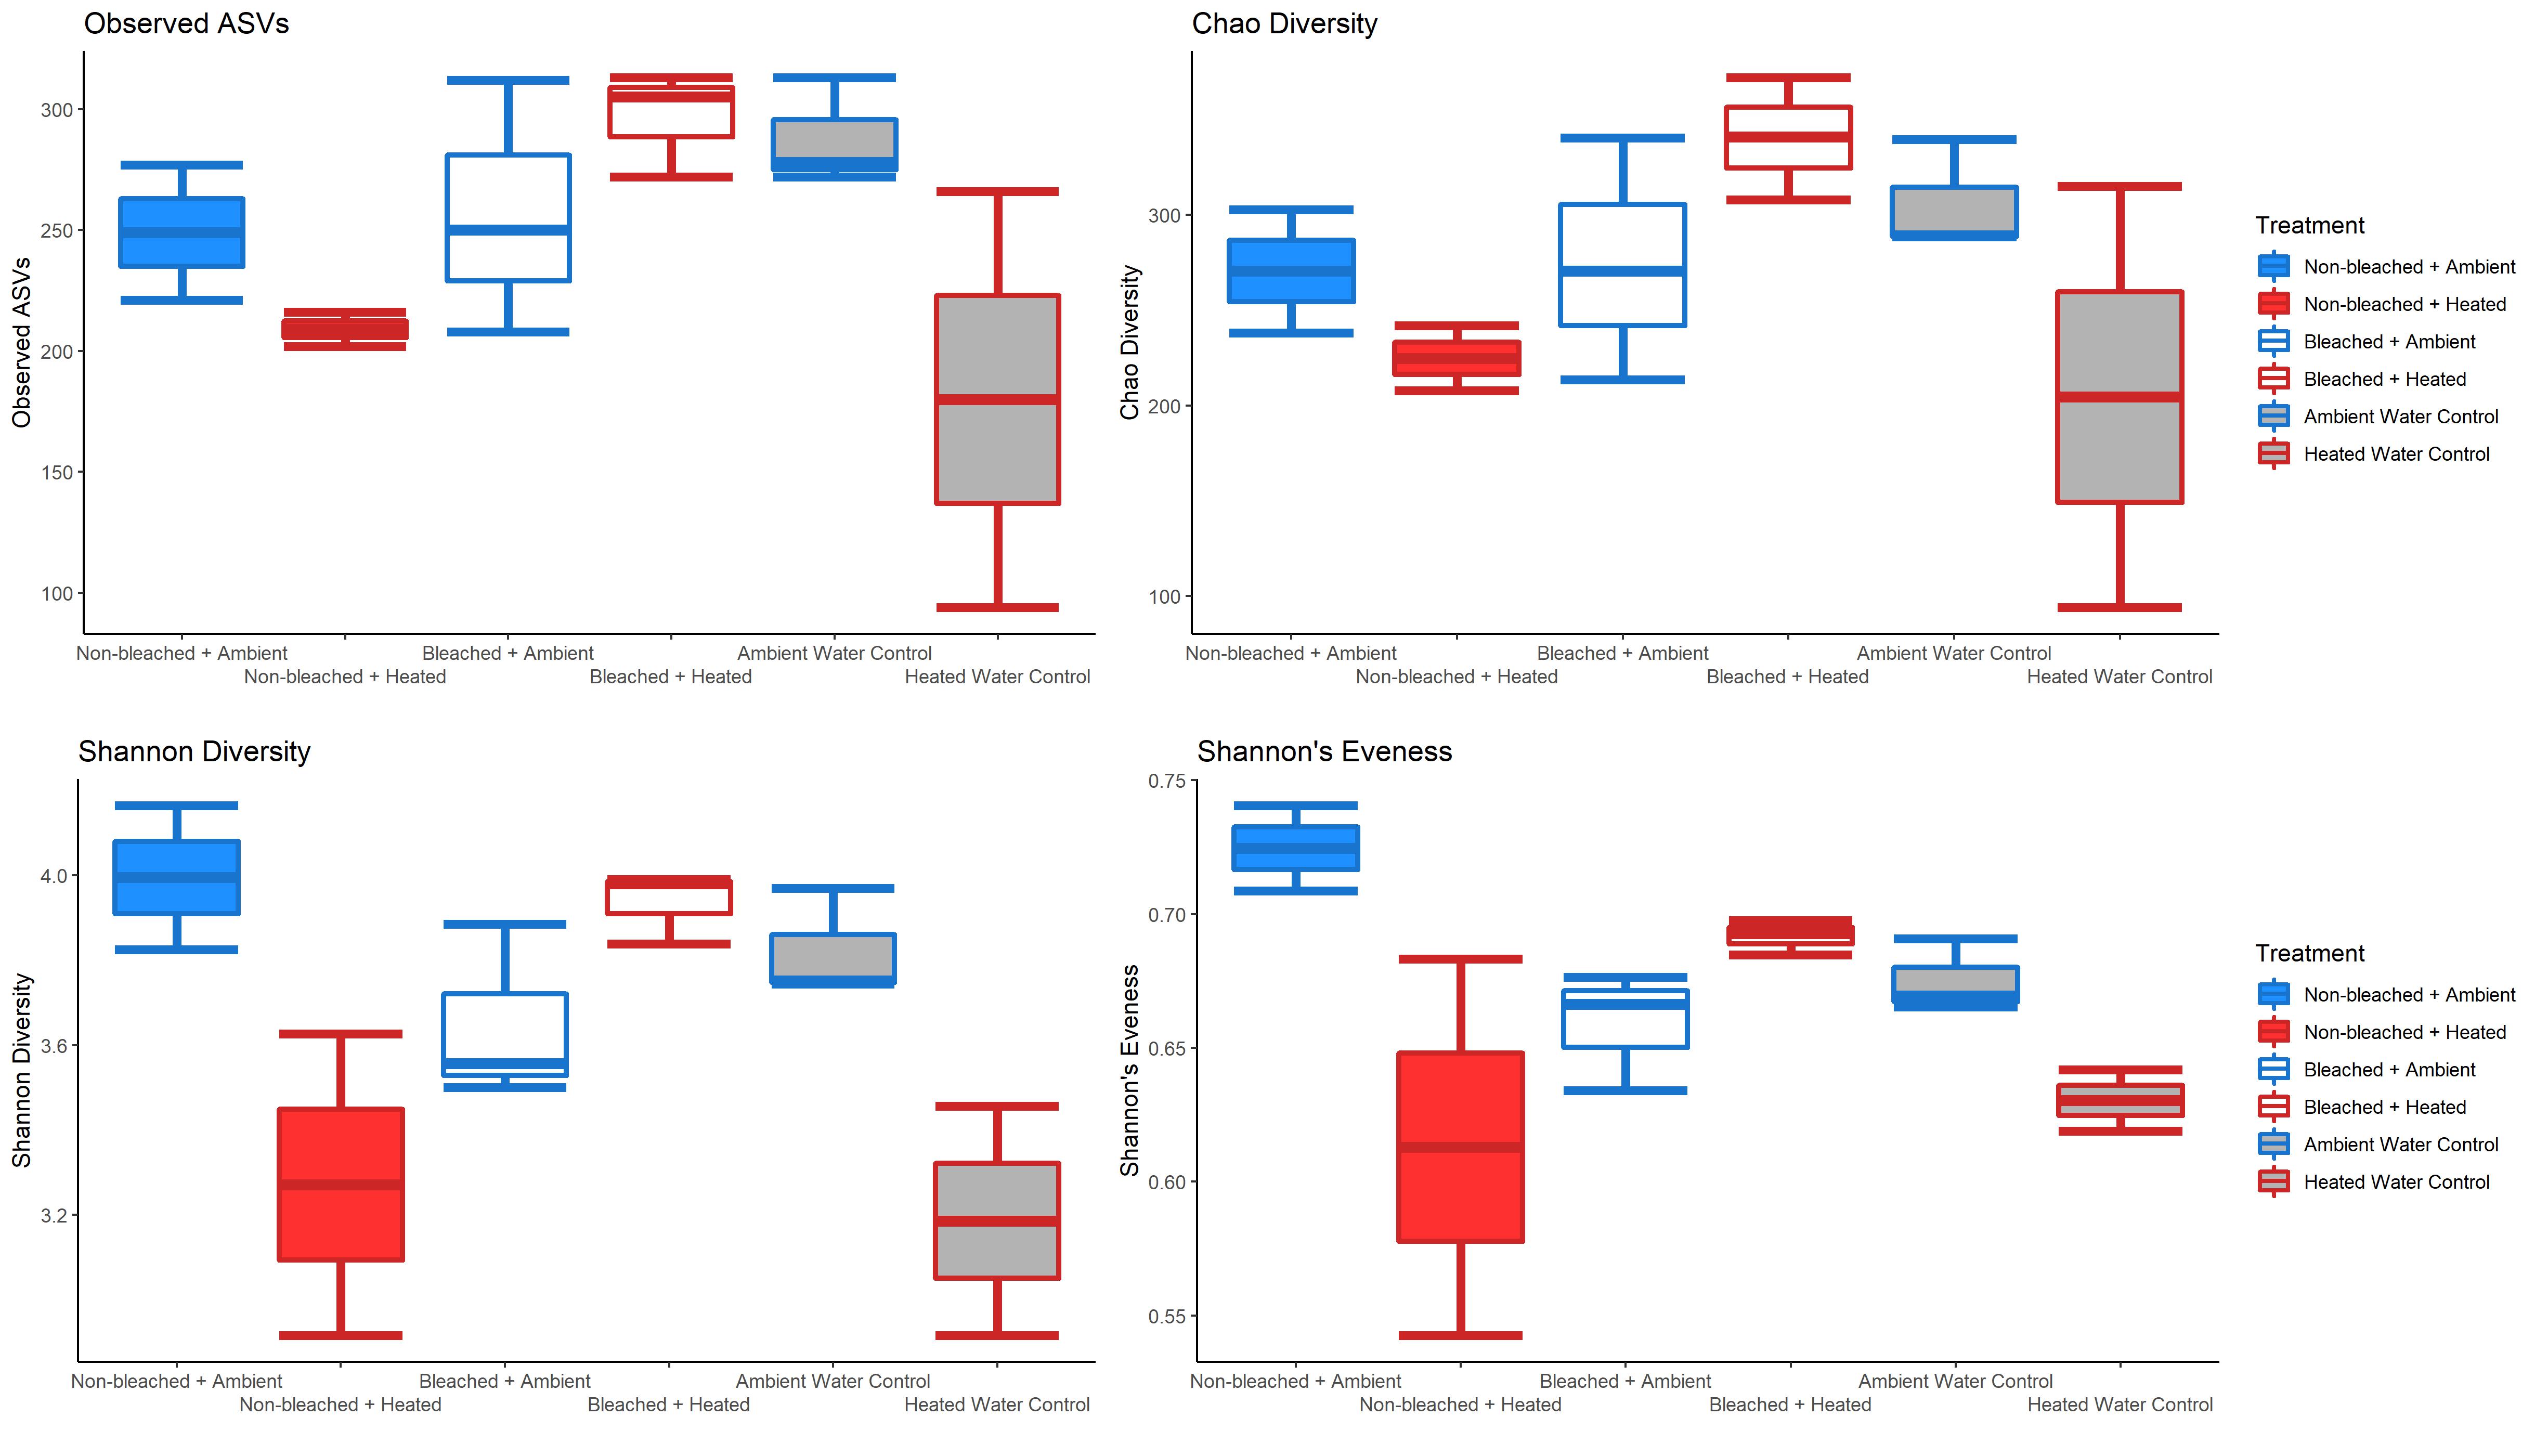 Observed ASVs
Observed ASVs
300
250
200
150
100
Non-bleached + Ambient
Bleached + Ambient
Ambient Water Control
Non-bleached + Heated
Bleached + Heated
Heated Water Control
Chao Diversity
Chao Diversity
300
200
100
Non-bleached + Ambient
Bleached + Ambient
Ambient Water Control
Non-bleached + Heated
Bleached + Heated
Heated Water Control
Treatment
Non-bleached + Ambient
Non-bleached + Heated
Bleached + Ambient
Bleached + Heated
Ambient Water Control
Heated Water Control
Shannon Diversity
Shannon Diversity
4.0
3.6
3.2
Non-bleached + Ambient
Bleached + Ambient
Ambient Water Control
Non-bleached + Heated
Bleached + Heated
Heated Water Control
Shannon's Eveness
Shannon's Eveness
0.75
0.70
0.65
0.60
0.55
Non-bleached + Ambient
Bleached + Ambient
Ambient Water Control
Non-bleached + Heated
Bleached + Heated
Heated Water Control
Treatment
Non-bleached + Ambient
Non-bleached + Heated
Bleached + Ambient
Bleached + Heated
Ambient Water Control
Heated Water Control